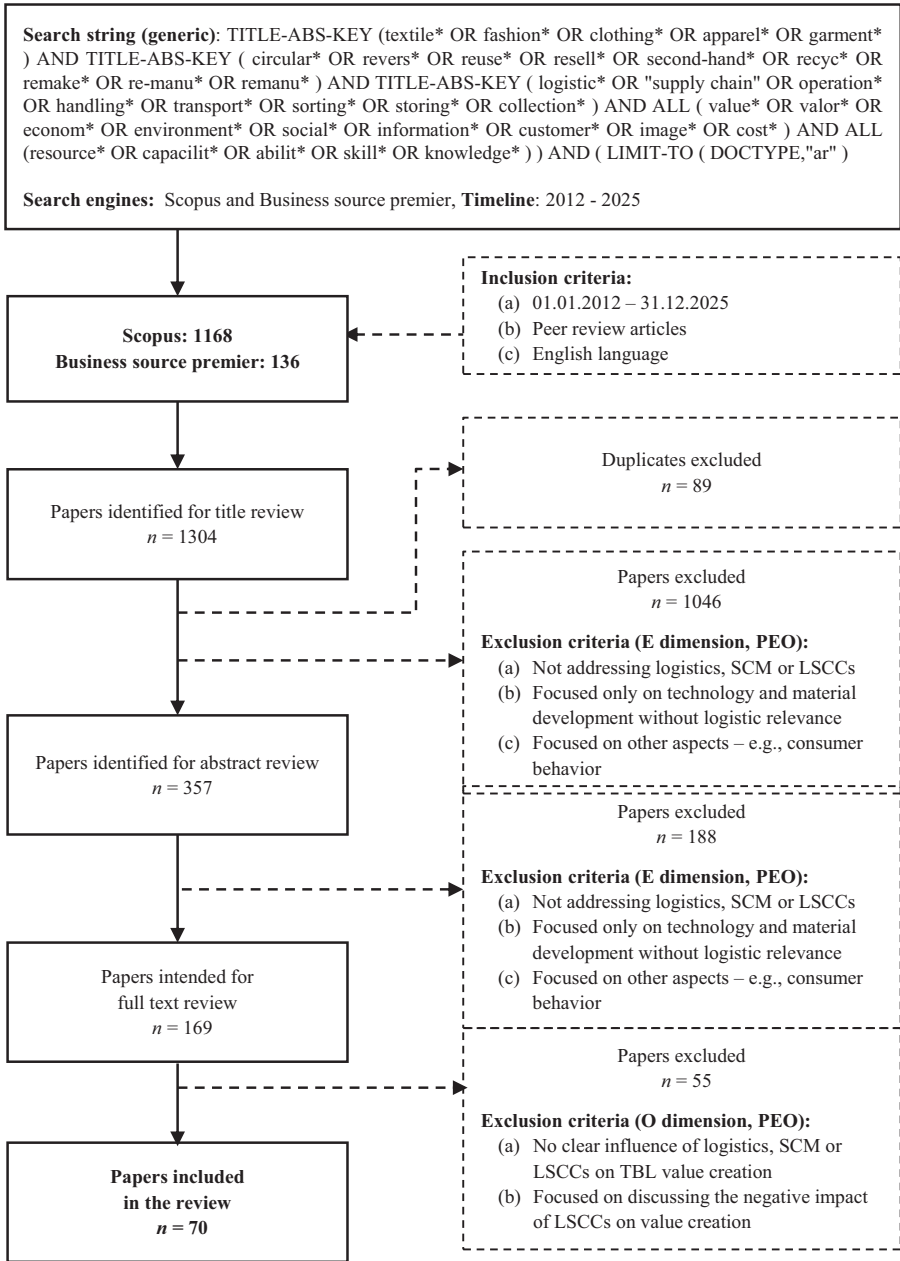 Search string (generic): TITLE-ABS-KEY (textile* OR fashion* OR clothing* OR apparel* OR garment*
) AND TITLE-ABS-KEY ( circular* OR revers* OR reuse* OR resell* OR second-hand* OR recyc* OR
remake* OR re-manu* OR remanu* ) AND TITLE-ABS-KEY ( logistic* OR "supply chain" OR operation*
OR handling* OR transport* OR sorting* OR storing* OR collection* ) AND ALL ( value* OR valor* OR
econom* OR environment* OR social* OR information* OR customer* OR image* OR cost* ) AND ALL
(resource* OR capacilit* OR abilit* OR skill* OR knowledge* ) ) AND ( LIMIT-TO ( DOCTYPE,"ar" )
Search engines: Scopus and Business source premier, Timeline: 2012 - 2025
Scopus: 1168
Business source premier: 136
Inclusion criteria:
(a) 01.01.2012 – 31.12.2025
(b) Peer review articles
(c) English language
Papers identified for title review
n = 1304
Duplicates excluded
n = 89
Papers excluded
n = 1046
Exclusion criteria (E dimension, PEO):
(a) Not addressing logistics, SCM or LSCCs
(b) Focused only on technology and material
development without logistic relevance
(c) Focused on other aspects – e.g., consumer
behavior
Papers identified for abstract review
n = 357
Papers excluded
n = 188
Exclusion criteria (E dimension, PEO):
(a) Not addressing logistics, SCM or LSCCs
(b) Focused only on technology and material
development without logistic relevance
(c) Focused on other aspects – e.g., consumer
behavior
Papers intended for
full text review
n = 169
Papers excluded
n = 55
Exclusion criteria (O dimension, PEO):
(a) No clear influence of logistics, SCM or
LSCCs on TBL value creation
(b) Focused on discussing the negative impact
of LSCCs on value creation
Papers included
in the review
n = 70